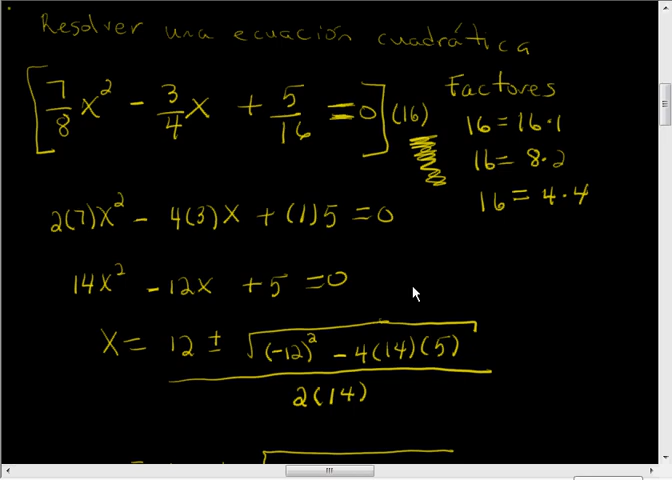 Resolver una ecuación cuadrática
[7/8 x² - 3/4 x + 5/16 = 0] (16)
Factores
16 = 16·1
16 = 8·2
16 = 4·4
2(7)x² - 4(3)x + (1)5 = 0
14x² - 12x + 5 = 0
x = 12 ± √((-12)² - 4(14)(5))
2(14)